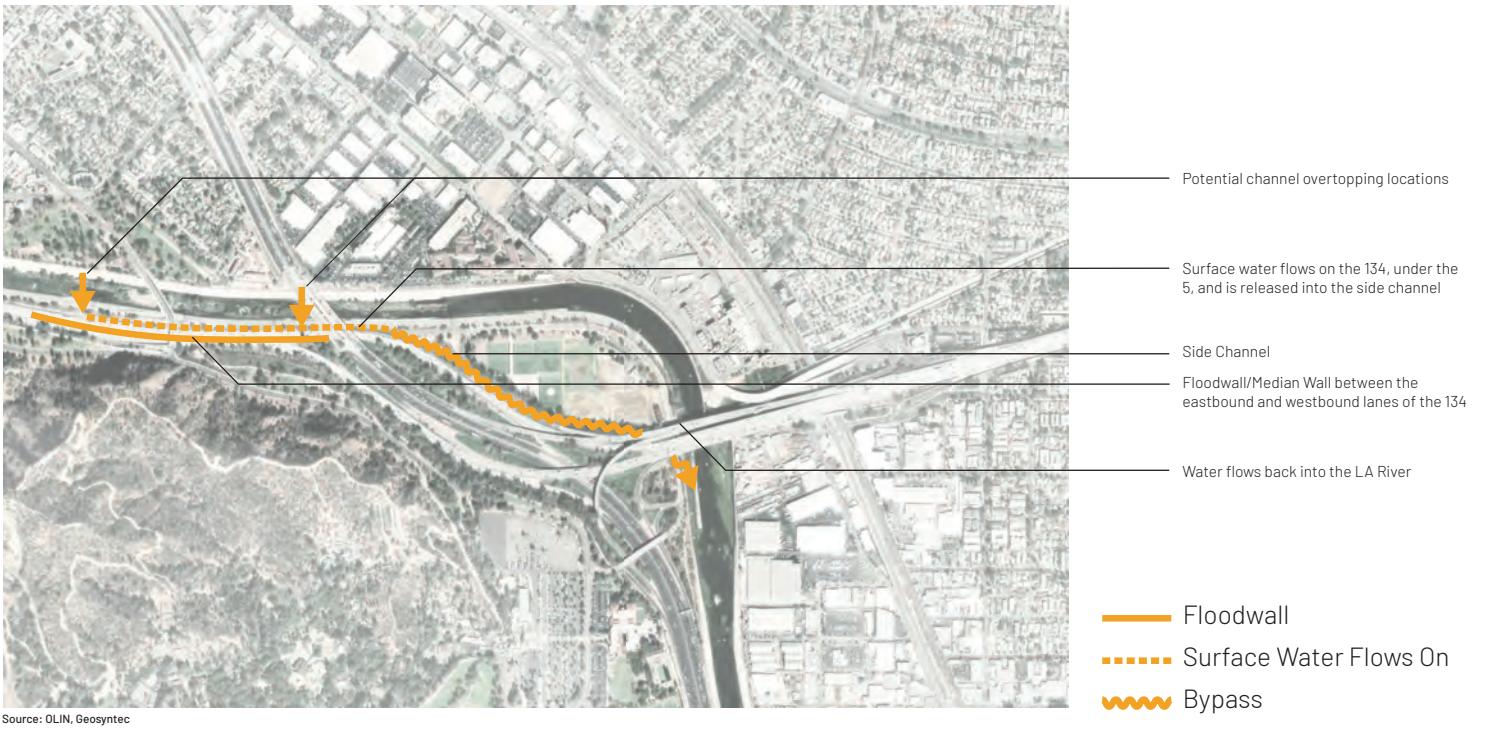 Potential channel overtopping locations
Surface water flows on the 134, under the
5, and is released into the side channel
Side Channel
Floodwall/Median Wall between the
eastbound and westbound lanes of the 134
Water flows back into the LA River
Floodwall
Surface Water Flows On
Bypass
Source: OLIN, Geosyntec